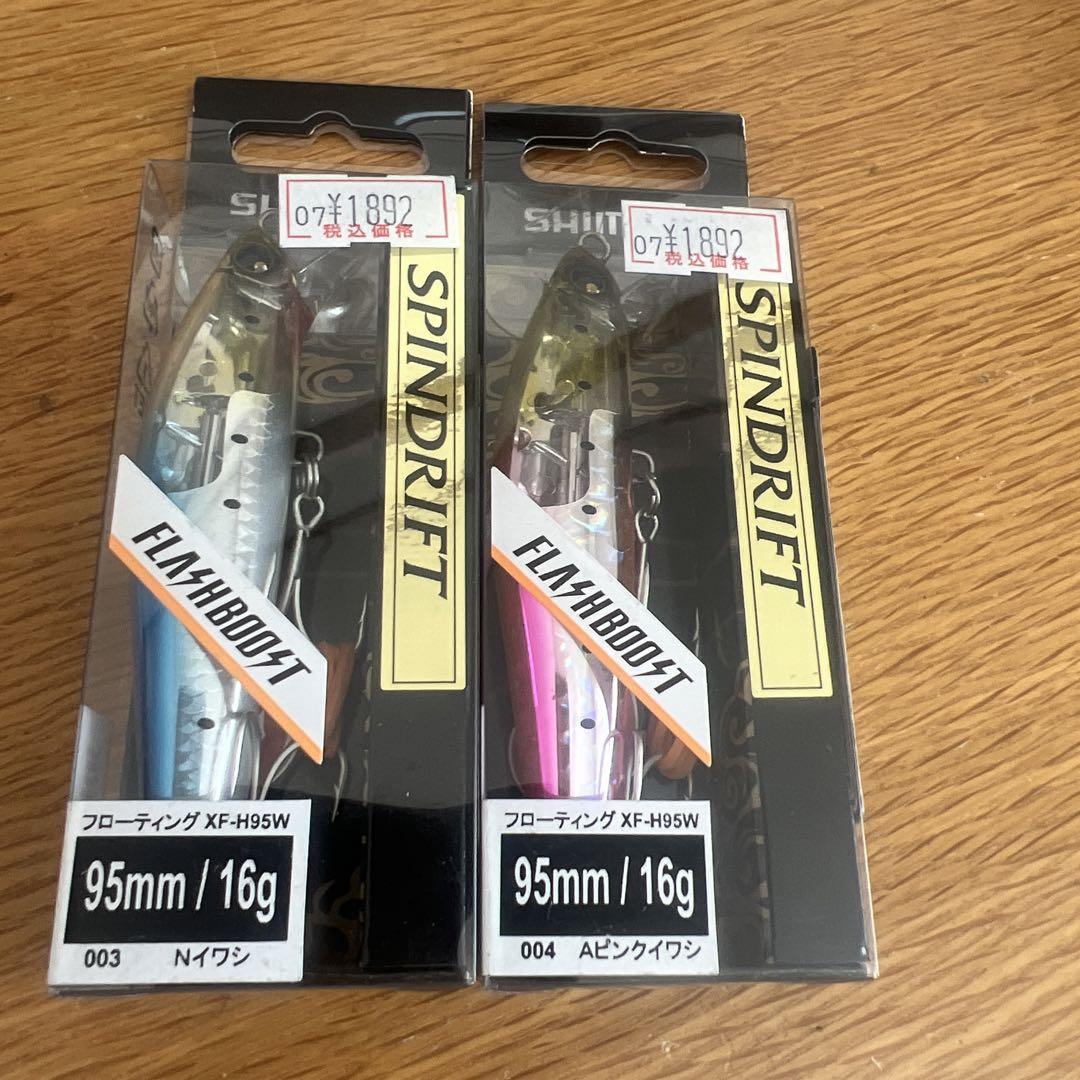 07 ¥1892
税込価格
SPINDRIFT
FLASHBOOST
フローティング XF-H95W
95mm / 16g
003 Nイワシ
07 ¥1892
税込価格
SPINDRIFT
FLASHBOOST
フローティング XF-H95W
95mm / 16g
004 Aピンクイワシ